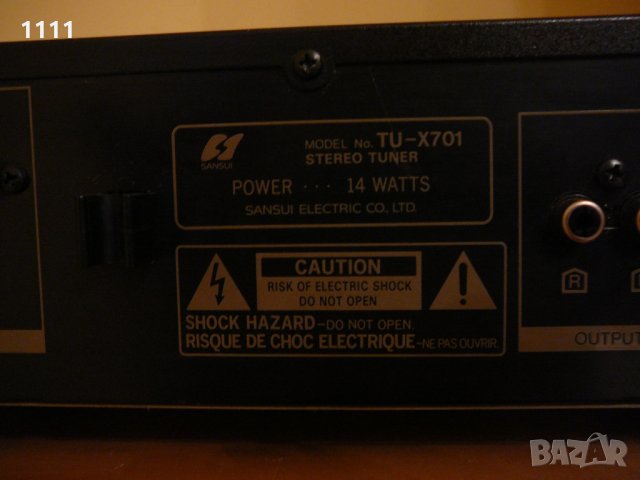 1111
SANSUI
MODEL No. TU-X701
STEREO TUNER
POWER ··· 14 WATTS
SANSUI ELECTRIC CO., LTD.
CAUTION
RISK OF ELECTRIC SHOCK
DO NOT OPEN
SHOCK HAZARD-DO NOT OPEN.
RISQUE DE CHOC ELECTRIQUE-NE PAS OUVRIR.
R
OUTPUT
BAZAR